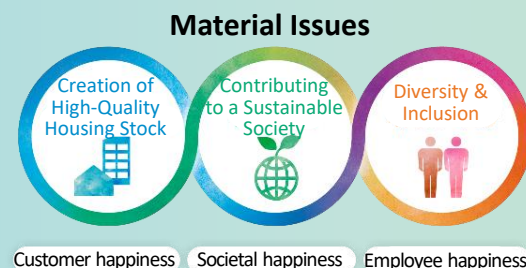 Material Issues
Creation of
High-Quality
Housing Stock
Contributing
to a Sustainable
Society
Diversity &
Inclusion
Customer happiness
Societal happiness
Employee happiness